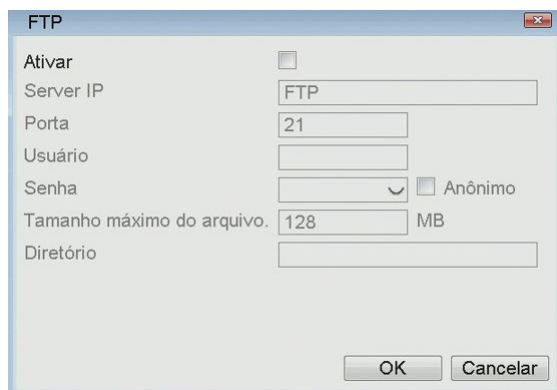 FTP
Ativar
Server IP FTP
Porta 21
Usuário
Senha Anônimo
Tamanho máximo do arquivo. 128 MB
Diretório
OK Cancelar